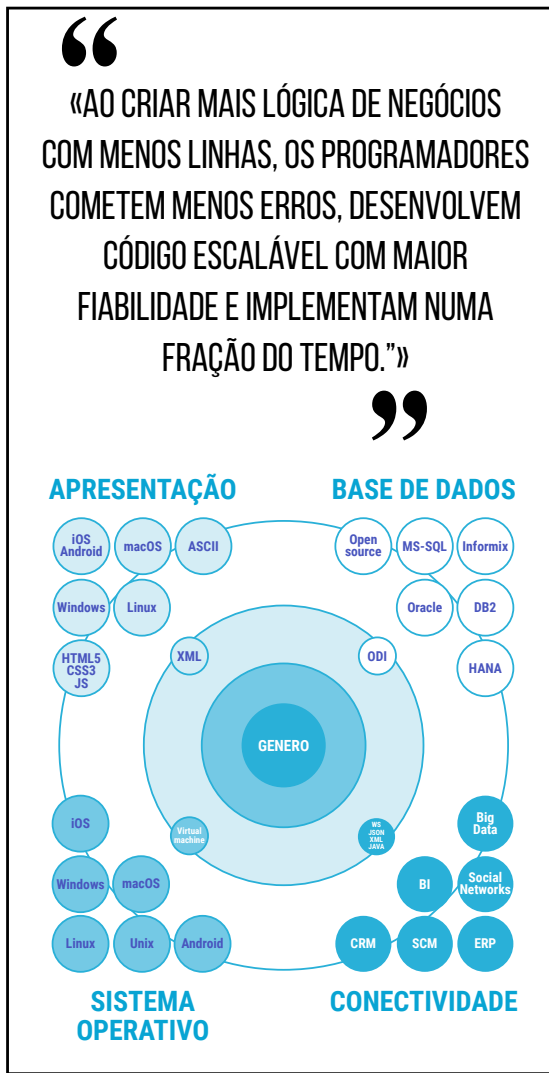 “
«AO CRIAR MAIS LÓGICA DE NEGÓCIOS
COM MENOS LINHAS, OS PROGRAMADORES
COMETEM MENOS ERROS, DESENVOLVEM
CÓDIGO ESCALÁVEL COM MAIOR
FIABILIDADE E IMPLEMENTAM NUMA
FRAÇÃO DO TEMPO.”»
”
APRESENTAÇÃO
iOS
Android
macOS
ASCII
Windows
Linux
HTML5
CSS3
JS
XML
BASE DE DADOS
Open
source
MS-SQL
Informix
Oracle
DB2
HANA
ODI
GENERO
Virtual
machine
iOS
Windows
macOS
Linux
Unix
Android
SISTEMA
OPERATIVO
WS
JSON
XML
JAVA
Big
Data
BI
Social
Networks
CRM
SCM
ERP
CONECTIVIDADE